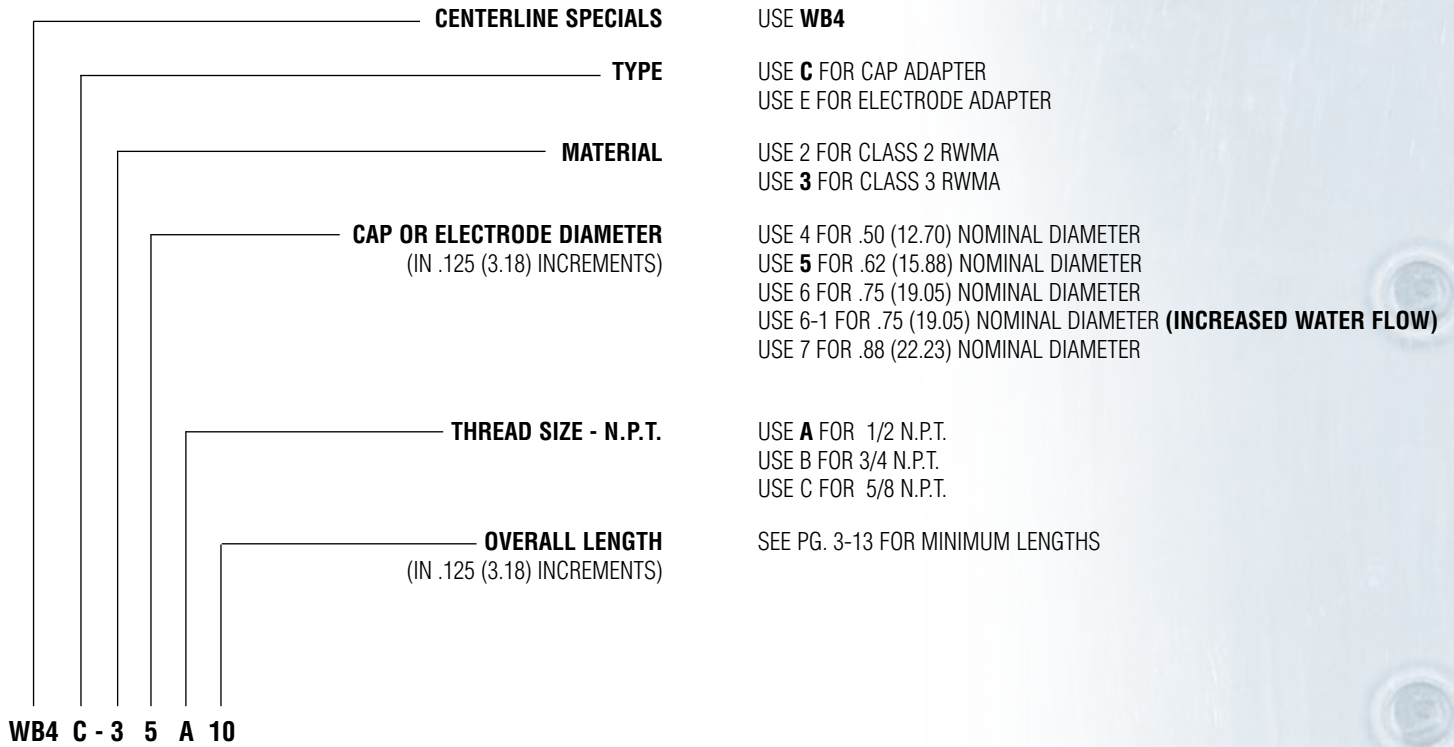 CENTERLINE SPECIALS USE WB4
TYPE USE C FOR CAP ADAPTER
USE E FOR ELECTRODE ADAPTER
MATERIAL USE 2 FOR CLASS 2 RWMA
USE 3 FOR CLASS 3 RWMA
CAP OR ELECTRODE DIAMETER USE 4 FOR .50 (12.70) NOMINAL DIAMETER
(IN .125 (3.18) INCREMENTS) USE 5 FOR .62 (15.88) NOMINAL DIAMETER
USE 6 FOR .75 (19.05) NOMINAL DIAMETER
USE 6-1 FOR .75 (19.05) NOMINAL DIAMETER (INCREASED WATER FLOW)
USE 7 FOR .88 (22.23) NOMINAL DIAMETER
THREAD SIZE - N.P.T. USE A FOR 1/2 N.P.T.
USE B FOR 3/4 N.P.T.
USE C FOR 5/8 N.P.T.
OVERALL LENGTH SEE PG. 3-13 FOR MINIMUM LENGTHS
(IN .125 (3.18) INCREMENTS)
WB4 C - 3 5 A 10